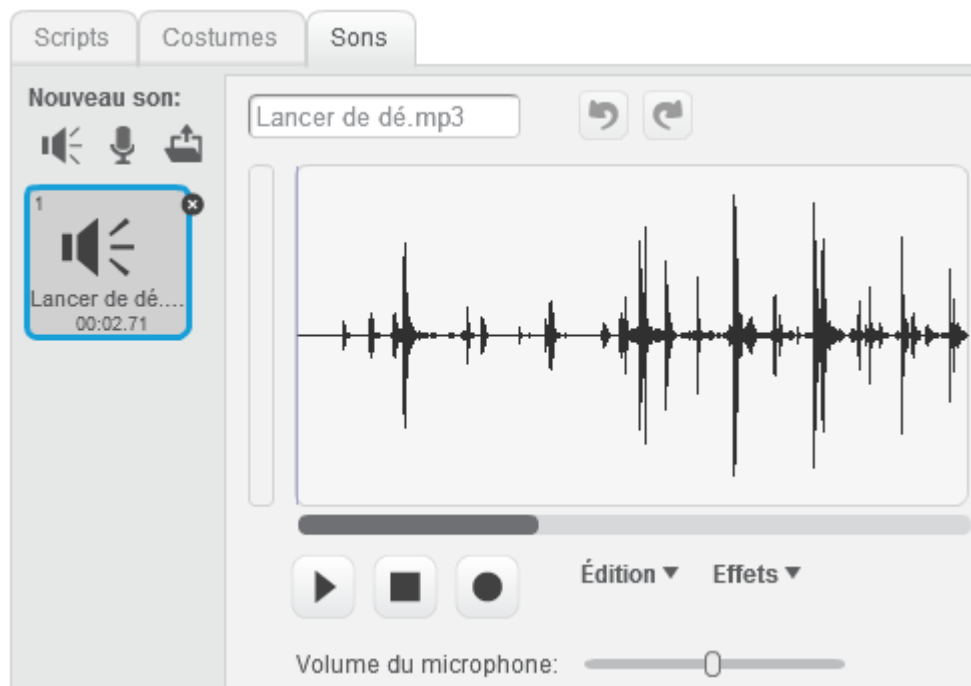 Scripts Costumes Sons
Nouveau son:
Lancer de dé.mp3
1
Lancer de dé....
00:02.71
Édition Effets
Volume du microphone: